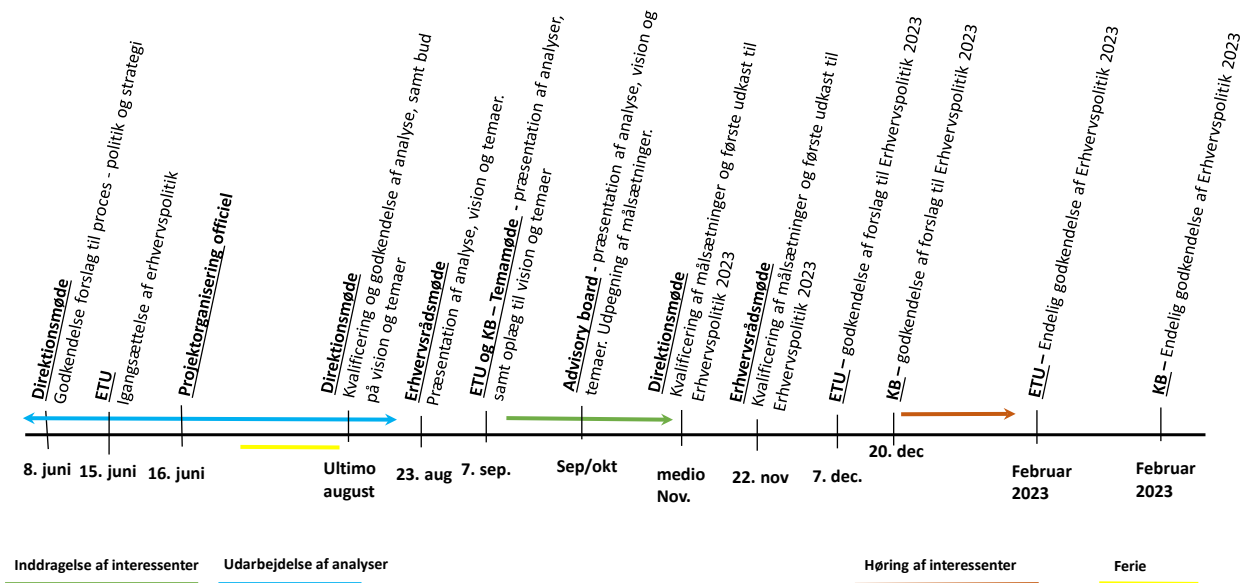 Direktionsmøde
Godkendelse forslag til proces - politik og strategi
ETU
Igangsættelse af erhvervspolitik
Projektorganisering officiel
Direktionsmøde
Kvalificering og godkendelse af analyse, samt bud
på vision og temaer
Erhvervsrådsmøde
Præsentation af analyse, vision og temaer.
ETU og KB – Temamøde - præsentation af analyser,
samt oplæg til vision og temaer
Advisory board - præsentation af analyse, vision og
temaer. Udpegning af målsætninger.
Direktionsmøde
Kvalificering af målsætninger og første udkast til
Erhvervspolitik 2023
Erhvervsrådsmøde
Kvalificering af målsætninger og første udkast til
Erhvervspolitik 2023
ETU – godkendelse af forslag til Erhvervspolitik 2023
KB – godkendelse af forslag til Erhvervspolitik 2023
ETU – Endelig godkendelse af Erhvervspolitik 2023
KB – Endelig godkendelse af Erhvervspolitik 2023
8. juni
15. juni
16. juni
Ultimo
august
23. aug
7. sep.
Sep/okt
medio
Nov.
22. nov
7. dec.
20. dec
Februar
2023
Februar
2023
Inddragelse af interessenter
Udarbejdelse af analyser
Høring af interessenter
Ferie